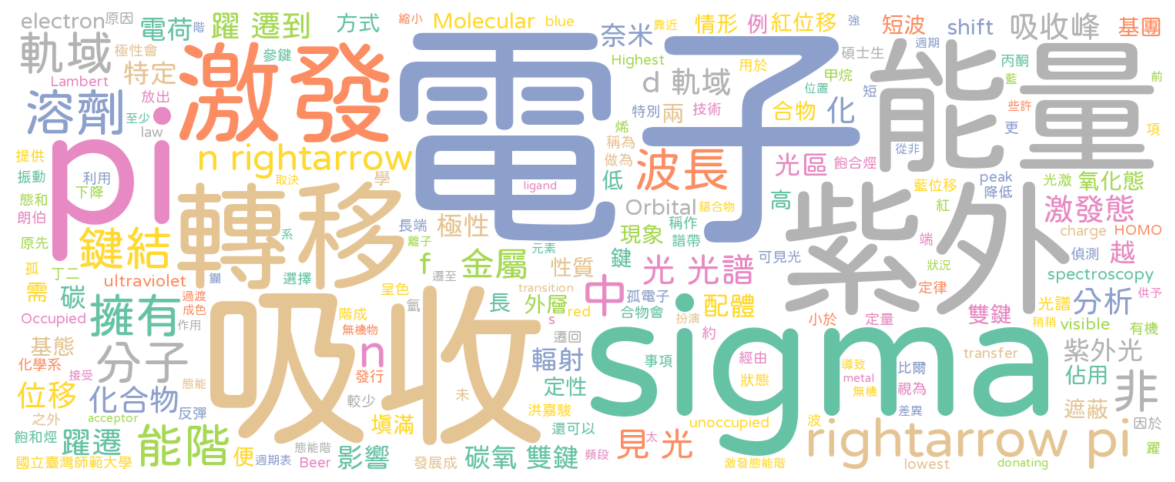 electron
原因
電荷
階
躍遷到
方式
縮小
Molecular
blue
奈米
靠近
情形
例
紅位移
強
短波
shift
吸收峰
週期
基團
軌域
極性會
特定
參鍵
激發
電子
Highest
d 軌域
用於
甲烷
碩士生
位置
丙酮
藍
能量
前
Lambert
放出
溶劑
至少
law
特別
兩
技術
合物
化
短
些許
更
項
pi
n rightarrow
烯
稱為
做為
波長
光區
飽合烴
從非
提供
振動
利用
下降
取決
轉移
學
低
藍位移
peak
降低
光激
氧化態
ligand
Orbital
錯合物
高
紫外
紅
激發態
態和
朗伯
鍵結
原先
系
長端
離子
極性
稱作
譜帶
現象
可見光
端
charge
HOMO
狀況
偵測
越
孤
丁二
ultraviolet
鑭
選擇
f
金屬
元素
遷至
性質
鍵
光
光譜
定律
spectroscopy
需
碳
過渡
成色
擁有
呈色
氫
階成
transition
長
外層
s
red
中
孤電子
合物會
配體
扮演
小於
定量
雙鍵
光譜
分析
供予
稍稍
visible
有機
Occupied
作用
基態
化學系
接受
分子
n
無機物
發行
吸收
遷回
輻射
定性
約
事項
經由
狀態
sigma
導致
metal
無機
比爾
視為
差異
transfer
紫外光
佔用
遮蔽
非
因於
位移
之外
化合物
反彈
態能
較少
填滿
未
洪嘉駿
還可以
unoccupied
飽和烴
acceptor
躍遷
國立臺灣師範大學
能階
便
週期表
態能階
Beer
影響
發展成
碳氧
雙鍵
頻段
見
太
光
激發態能階
波
rightarrow pi
lowest
donating
躍